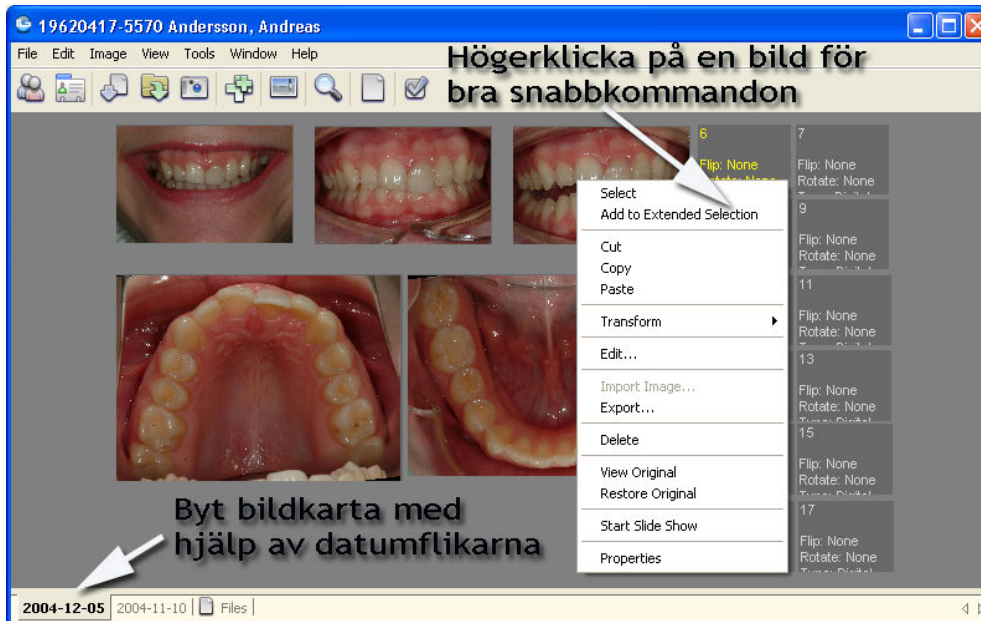 19620417-5570 Andersson, Andreas
File Edit Image View Tools Window Help
Högerklicka på en bild för
bra snabbkommandon
6
Flip: None
7
Flip: None
Rotate: None
9
Flip: None
Rotate: None
11
Flip: None
Rotate: None
13
Flip: None
Rotate: None
15
Flip: None
Rotate: None
17
Flip: None
Rotate: None
Select
Add to Extended Selection
Cut
Copy
Paste
Transform
Edit...
Import Image...
Export...
Delete
View Original
Restore Original
Start Slide Show
Properties
Byt bildkarta med
hjälp av datumflikarna
2004-12-05 2004-11-10 Files